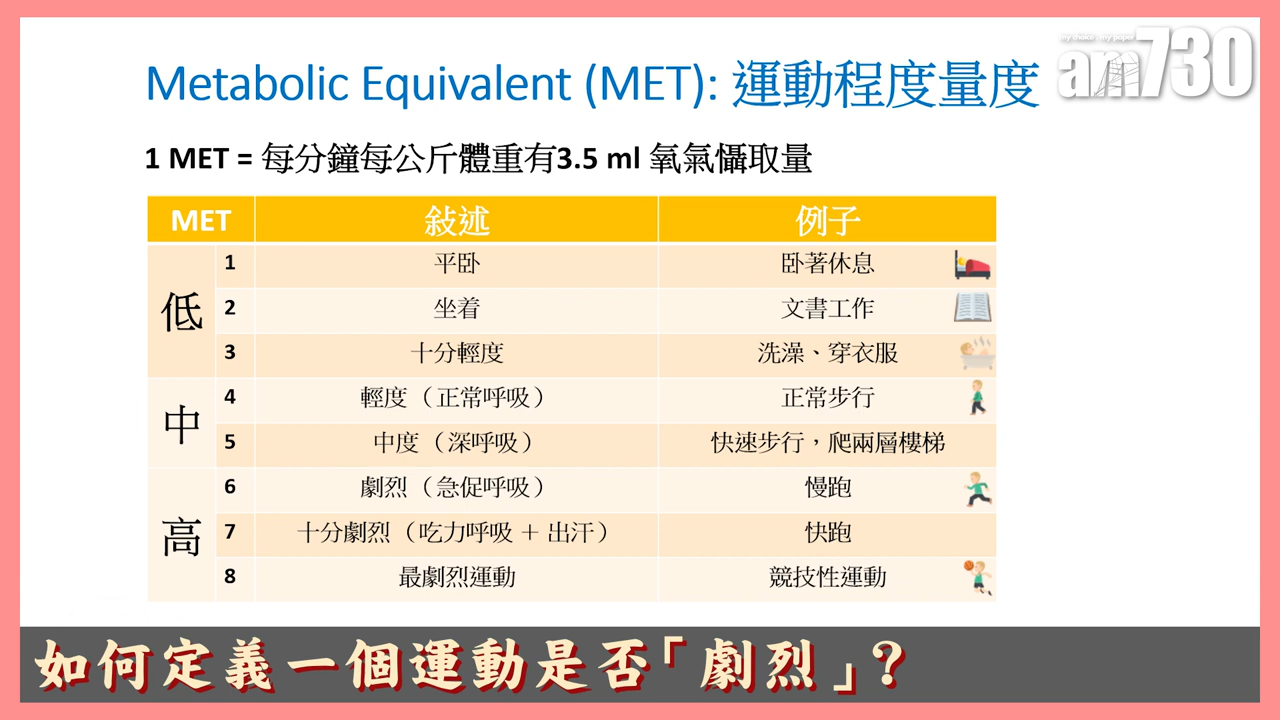 my choice . my paper
am730
Metabolic Equivalent (MET): 運動程度量度
1 MET = 每分鐘每公斤體重有3.5 ml 氧氣懾取量
MET 敍述 例子
低
1 平卧 卧著休息
2 坐着 文書工作
3 十分輕度 洗澡、穿衣服
中
4 輕度（正常呼吸） 正常步行
5 中度（深呼吸） 快速步行，爬兩層樓梯
高
6 劇烈（急促呼吸） 慢跑
7 十分劇烈（吃力呼吸 + 出汗） 快跑
8 最劇烈運動 競技性運動
如何定義一個運動是否「劇烈」？